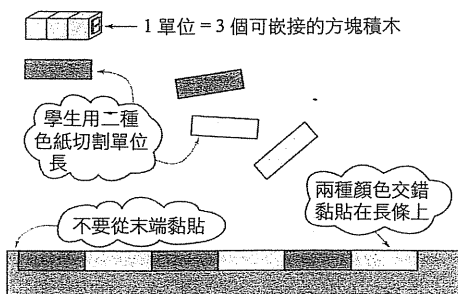 1 單位 = 3 個可嵌接的方塊積木
學生用二種
色紙切割單位
長
兩種顏色交錯
黏貼在長條上
不要從末端黏貼